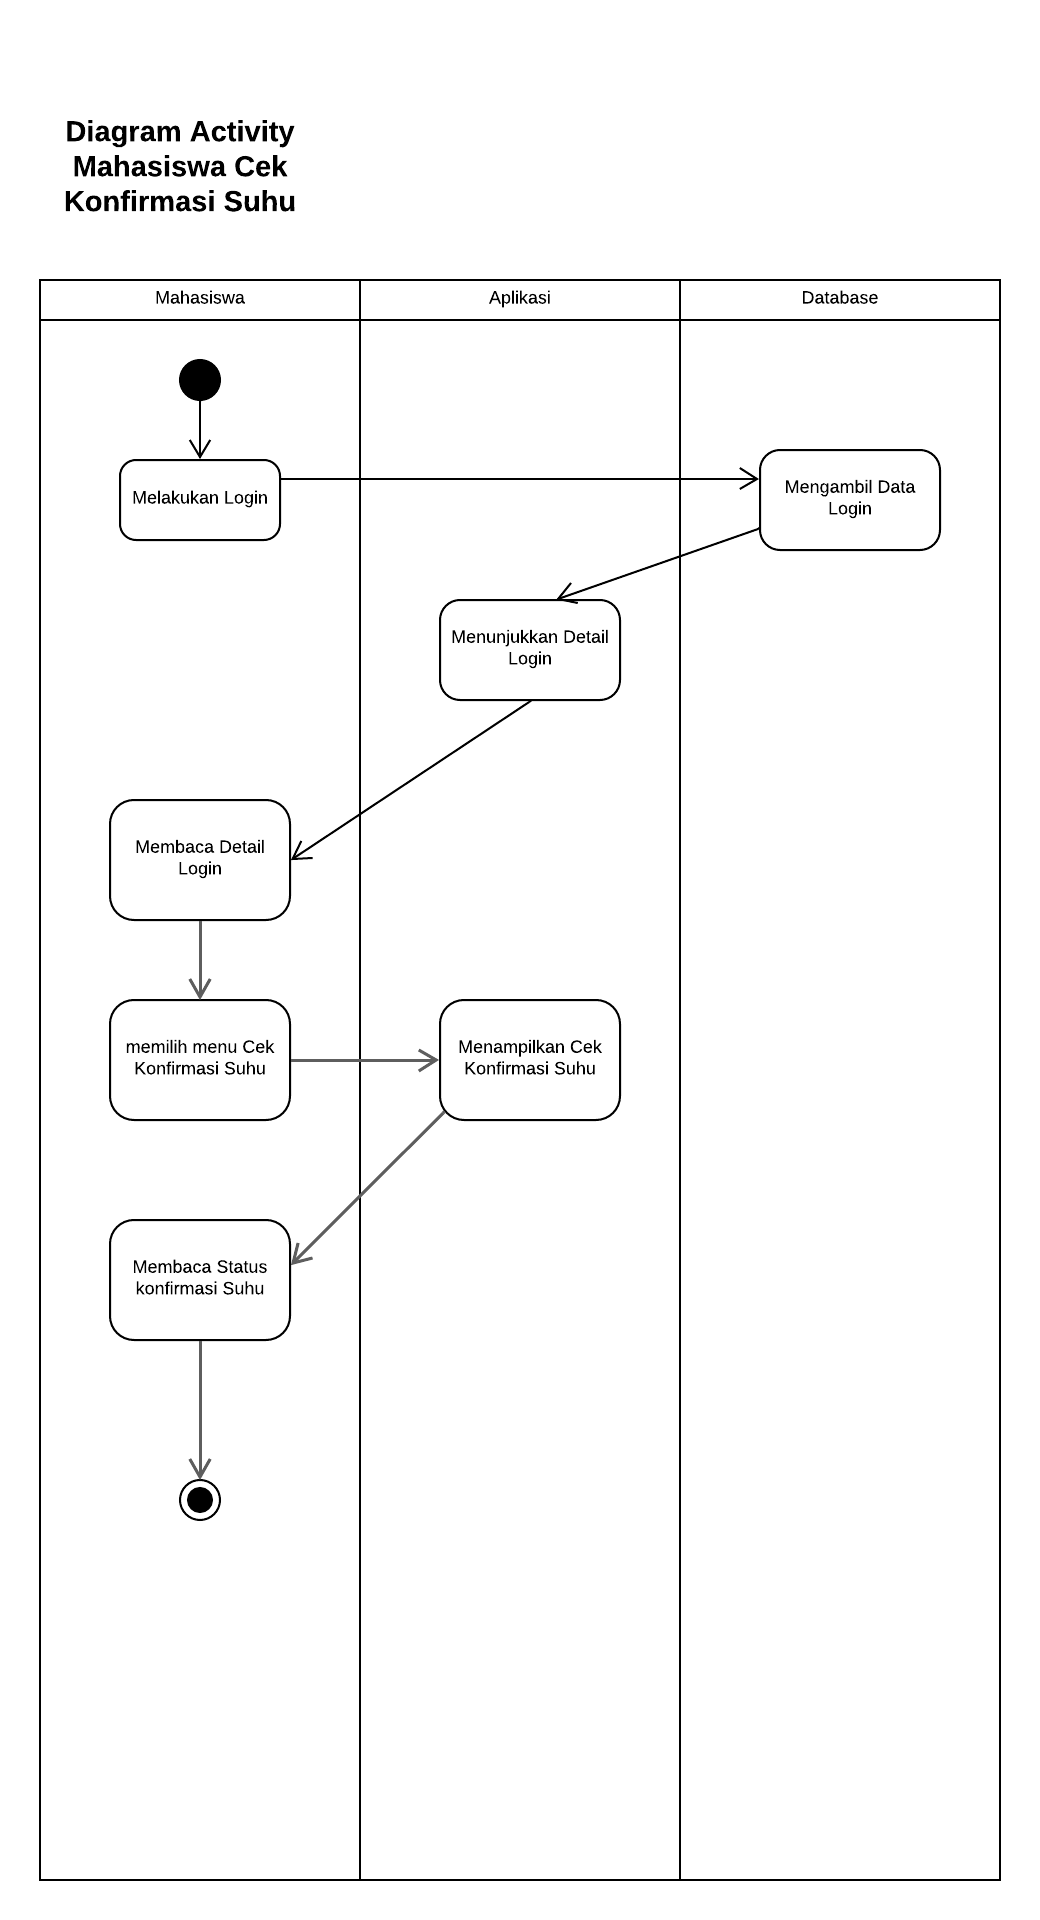 Diagram Activity
Mahasiswa Cek
Konfirmasi Suhu
Mahasiswa
Aplikasi
Database
Melakukan Login
Mengambil Data
Login
Menunjukkan Detail
Login
Membaca Detail
Login
memilih menu Cek
Konfirmasi Suhu
Menampilkan Cek
Konfirmasi Suhu
Membaca Status
konfirmasi Suhu